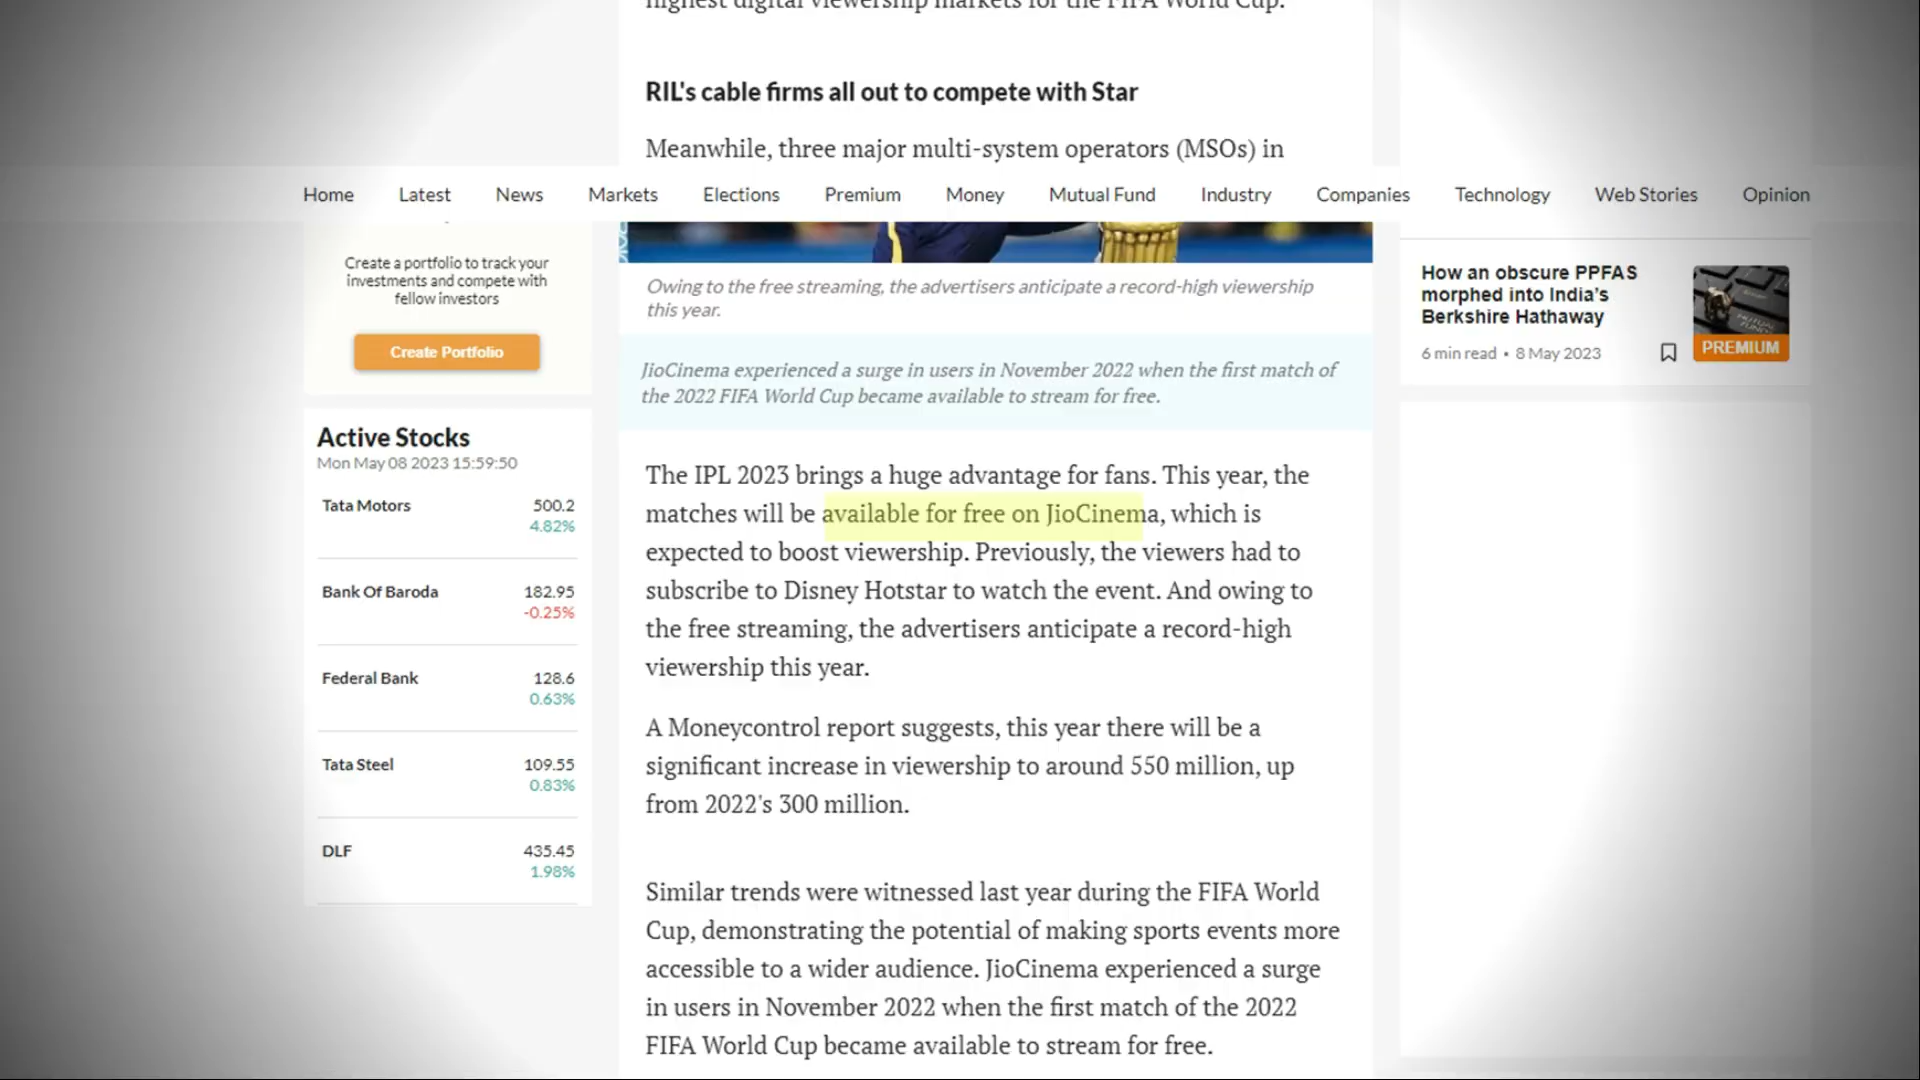 highest digital viewership markets for the FIFA World Cup.
RIL's cable firms all out to compete with Star
Meanwhile, three major multi-system operators (MSOs) in
Home Latest News Markets Elections Premium Money Mutual Fund Industry Companies Technology Web Stories Opinion
Create a portfolio to track your
investments and compete with
fellow investors
Create Portfolio
Active Stocks
Mon May 08 2023 15:59:50
Tata Motors 500.2
4.82%
Bank Of Baroda 182.95
-0.25%
Federal Bank 128.6
0.63%
Tata Steel 109.55
0.83%
DLF 435.45
1.98%
Owing to the free streaming, the advertisers anticipate a record-high viewership
this year.
JioCinema experienced a surge in users in November 2022 when the first match of
the 2022 FIFA World Cup became available to stream for free.
The IPL 2023 brings a huge advantage for fans. This year, the
matches will be available for free on JioCinema, which is
expected to boost viewership. Previously, the viewers had to
subscribe to Disney Hotstar to watch the event. And owing to
the free streaming, the advertisers anticipate a record-high
viewership this year.
A Moneycontrol report suggests, this year there will be a
significant increase in viewership to around 550 million, up
from 2022's 300 million.
Similar trends were witnessed last year during the FIFA World
Cup, demonstrating the potential of making sports events more
accessible to a wider audience. JioCinema experienced a surge
in users in November 2022 when the first match of the 2022
FIFA World Cup became available to stream for free.
How an obscure PPFAS
morphed into India's
Berkshire Hathaway
6 min read • 8 May 2023
MUTUAL FUND
PREMIUM